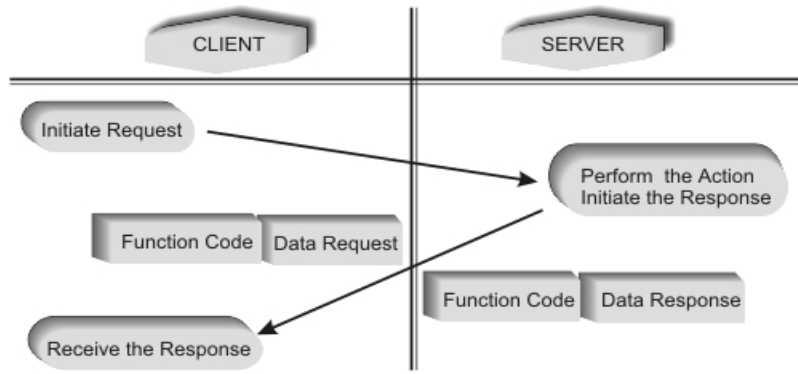 CLIENT
SERVER
Initiate Request
Perform the Action
Initiate the Response
Function Code
Data Request
Function Code
Data Response
Receive the Response